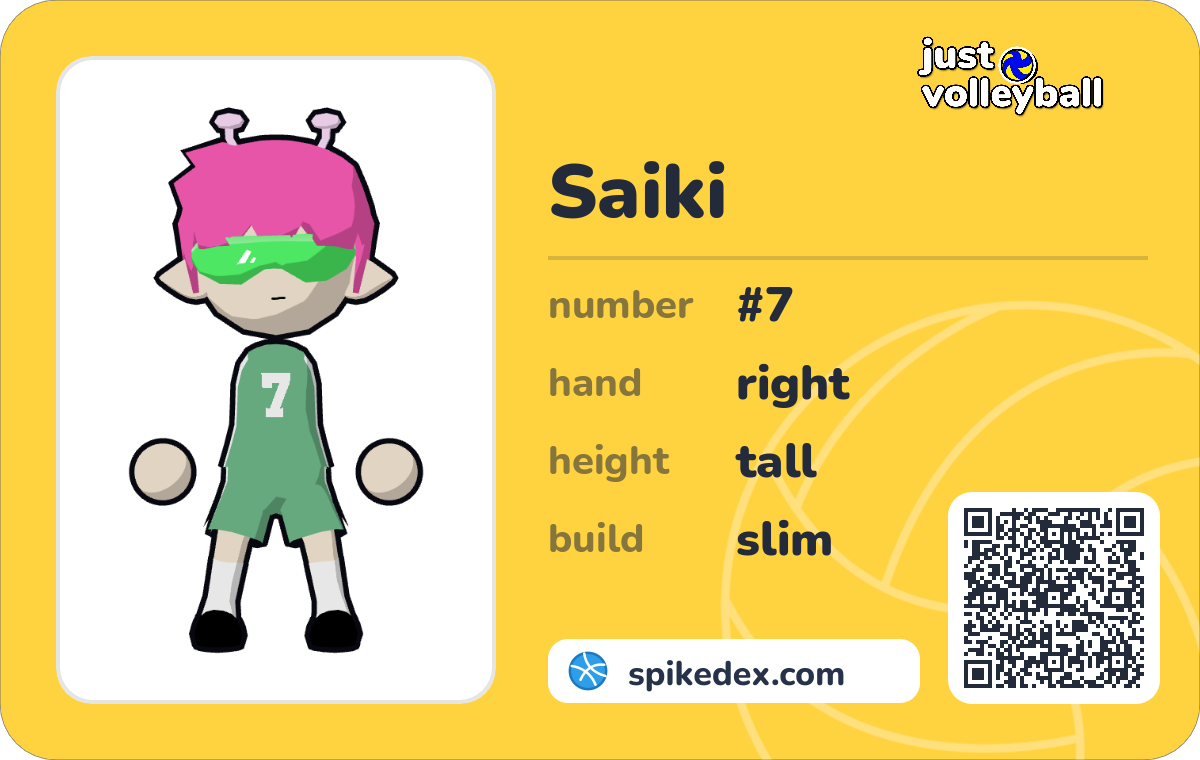 just
volleyball
Saiki
number #7
hand right
height tall
build slim
7
spikedex.com